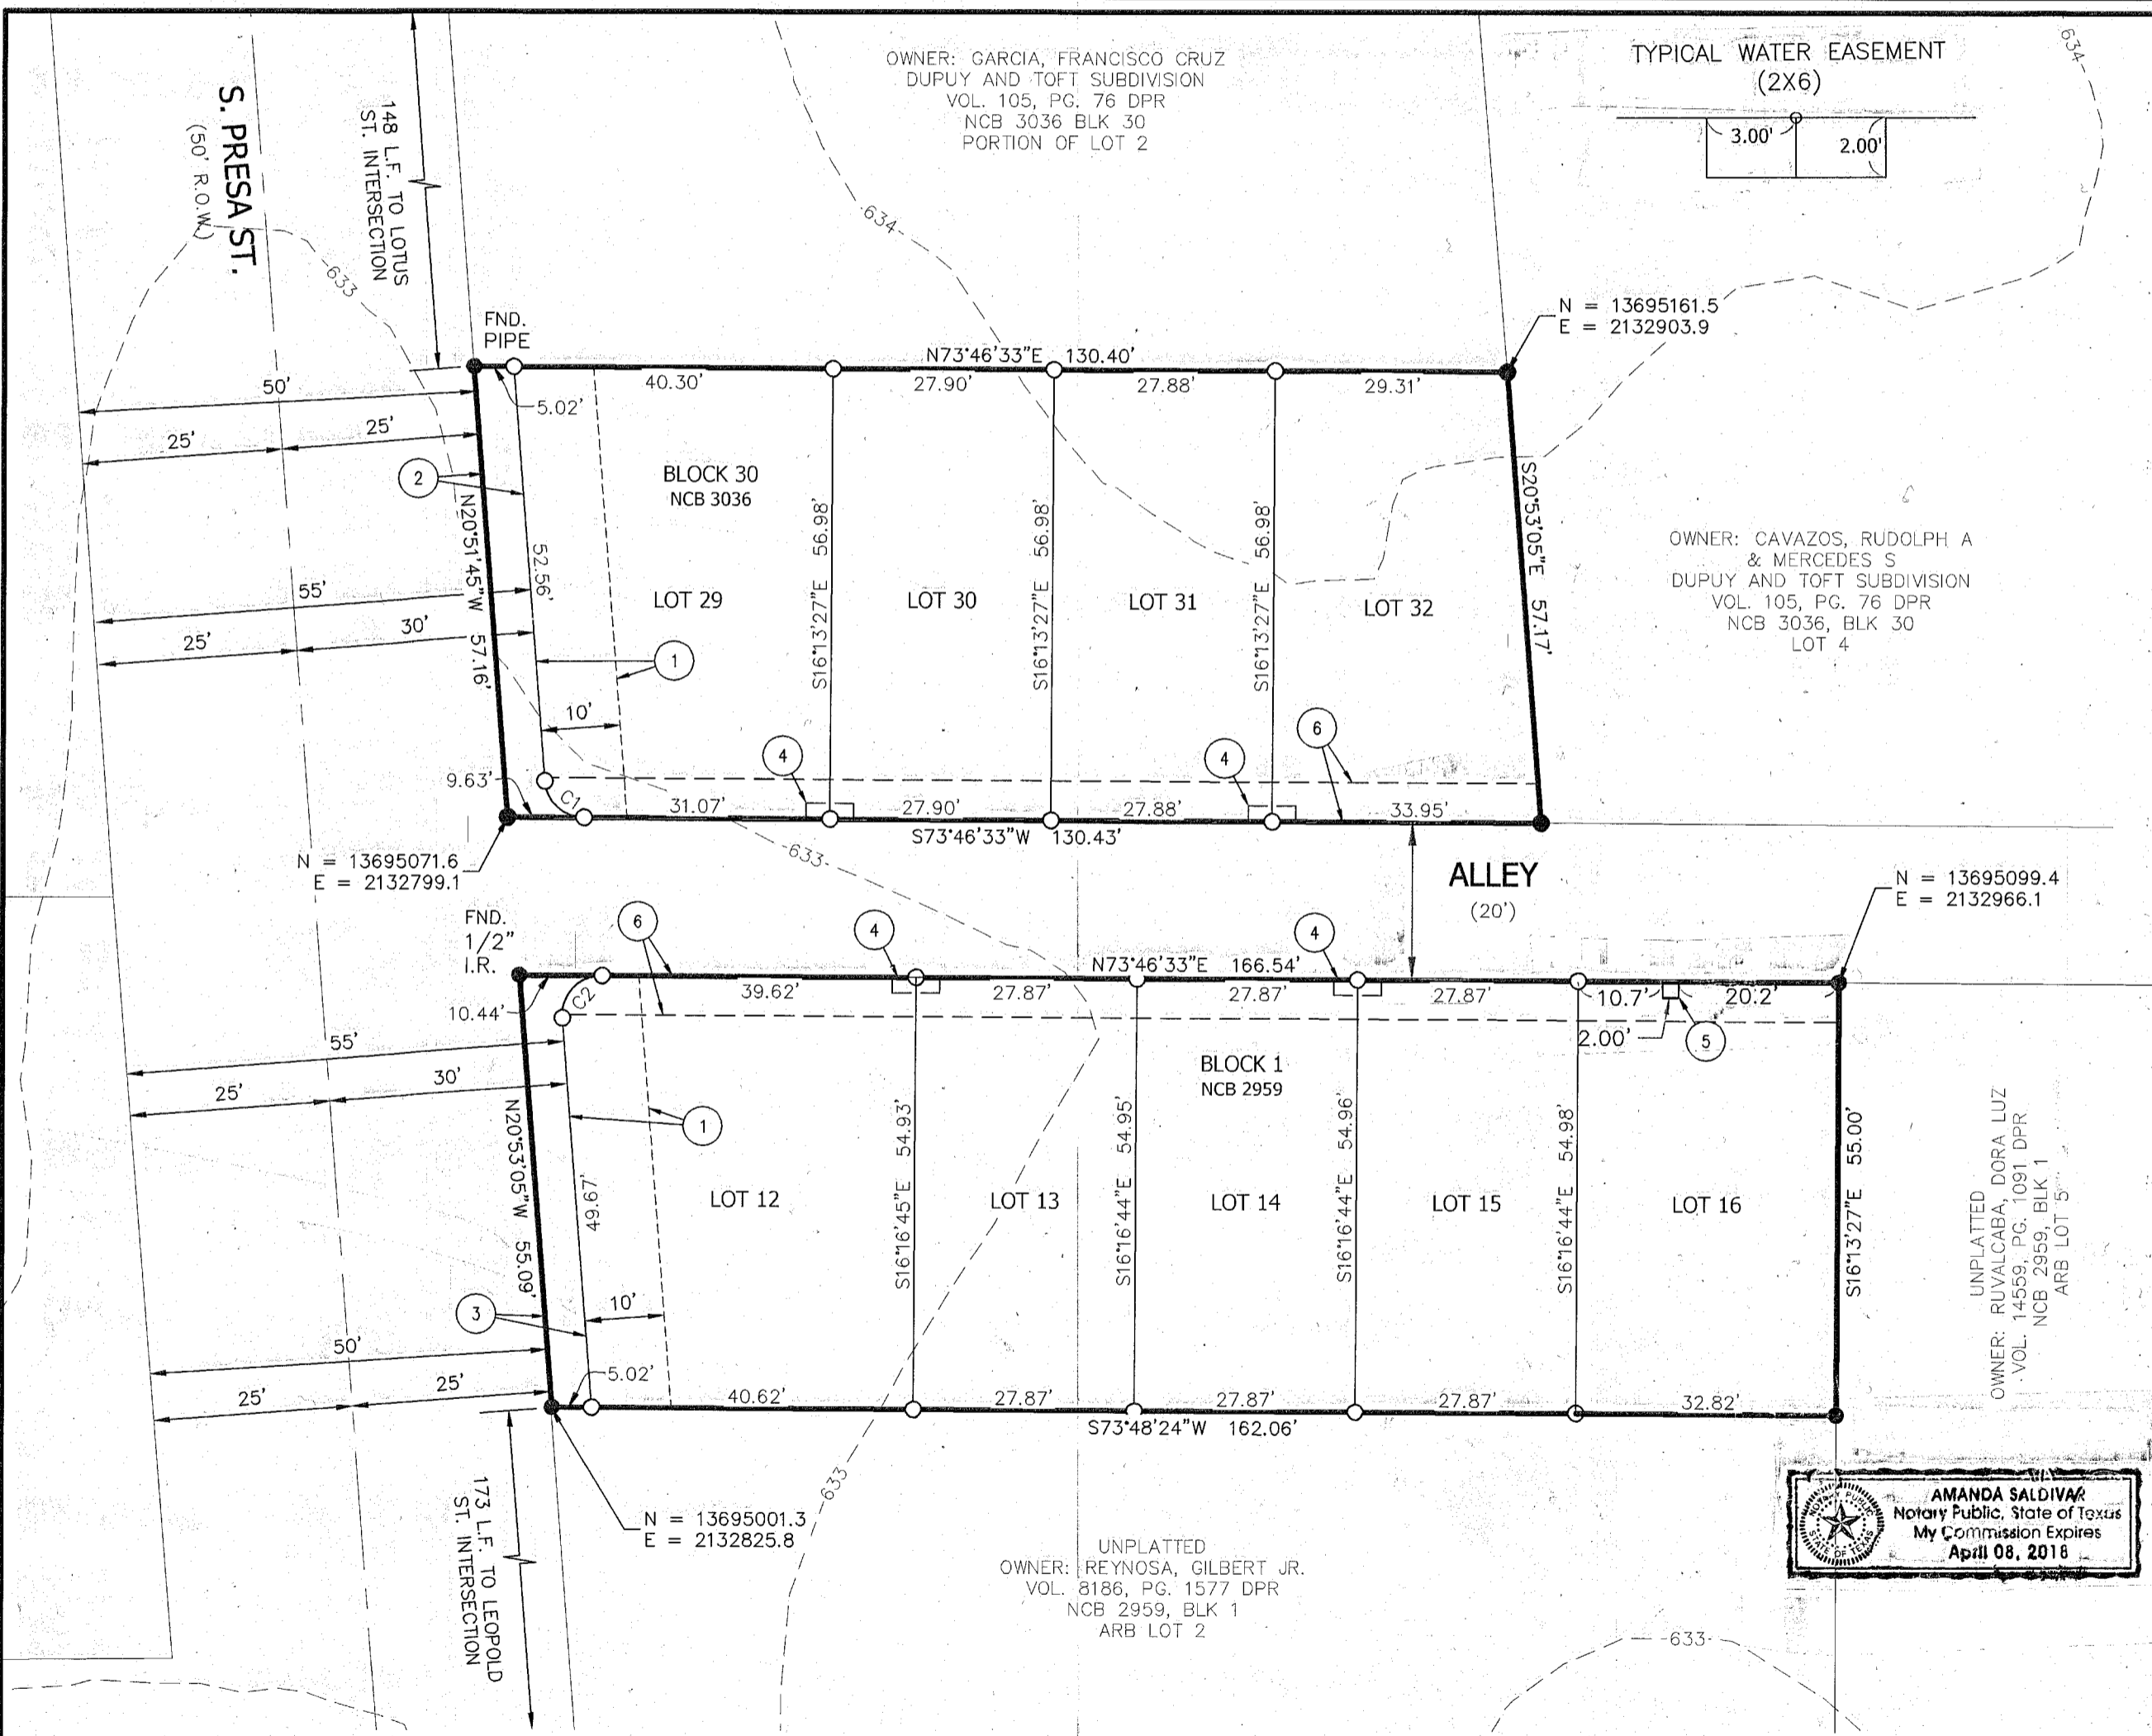 S. PRESA ST.
(50' R.O.W.)
148 L.F. TO LOTUS
ST. INTERSECTION
OWNER: GARCIA, FRANCISCO CRUZ
DUPUY AND TOFT SUBDIVISION
VOL. 105, PG. 76 DPR
NCB 3036 BLK 30
PORTION OF LOT 2
TYPICAL WATER EASEMENT
(2X6)
3.00'
2.00'
634
634
633
FND.
PIPE
N = 13695161.5
E = 2132903.9
N73°46'33"E 130.40'
40.30'
27.90'
27.88'
29.31'
5.02'
50'
25'
25'
2
BLOCK 30
NCB 3036
N20°51'45"W 57.16'
52.56'
S16°13'27"E 56.98'
S16°13'27"E 56.98'
S16°13'27"E 56.98'
S20°53'05"E 57.17'
LOT 29
LOT 30
LOT 31
LOT 32
OWNER: CAVAZOS, RUDOLPH A
& MERCEDES S
DUPUY AND TOFT SUBDIVISION
VOL. 105, PG. 76 DPR
NCB 3036, BLK 30
LOT 4
55'
25'
30'
1
10'
4
4
6
9.63'
C1
31.07'
27.90'
27.88'
33.95'
S73°46'33"W 130.43'
N = 13695071.6
E = 2132799.1
633
ALLEY
(20')
N = 13695099.4
E = 2132966.1
FND.
1/2"
I.R.
6
4
4
N73°46'33"E 166.54'
39.62'
27.87'
27.87'
27.87'
10.7'
20.2'
10.44'
C2
2.00'
5
55'
25'
30'
BLOCK 1
NCB 2959
1
N20°53'05"W 55.09'
49.67'
S16°16'45"E 54.93'
S16°16'44"E 54.95'
S16°16'44"E 54.96'
S16°16'44"E 54.98'
S16°13'27"E 55.00'
LOT 12
LOT 13
LOT 14
LOT 15
LOT 16
UNPLATTED
OWNER: RUVALCABA, DORA LUZ
VOL. 14559, PG. 1091 DPR
NCB 2959, BLK 1
ARB LOT 5
3
10'
50'
25'
25'
5.02'
40.62'
27.87'
27.87'
27.87'
32.82'
S73°48'24"W 162.06'
173 L.F. TO LEOPOLD
ST. INTERSECTION
N = 13695001.3
E = 2132825.8
633
UNPLATTED
OWNER: REYNOSA, GILBERT JR.
VOL. 8186, PG. 1577 DPR
NCB 2959, BLK 1
ARB LOT 2
NOTARY PUBLIC
STATE OF TEXAS
AMANDA SALDIVAR
Notary Public, State of Texas
My Commission Expires
April 08, 2018
633